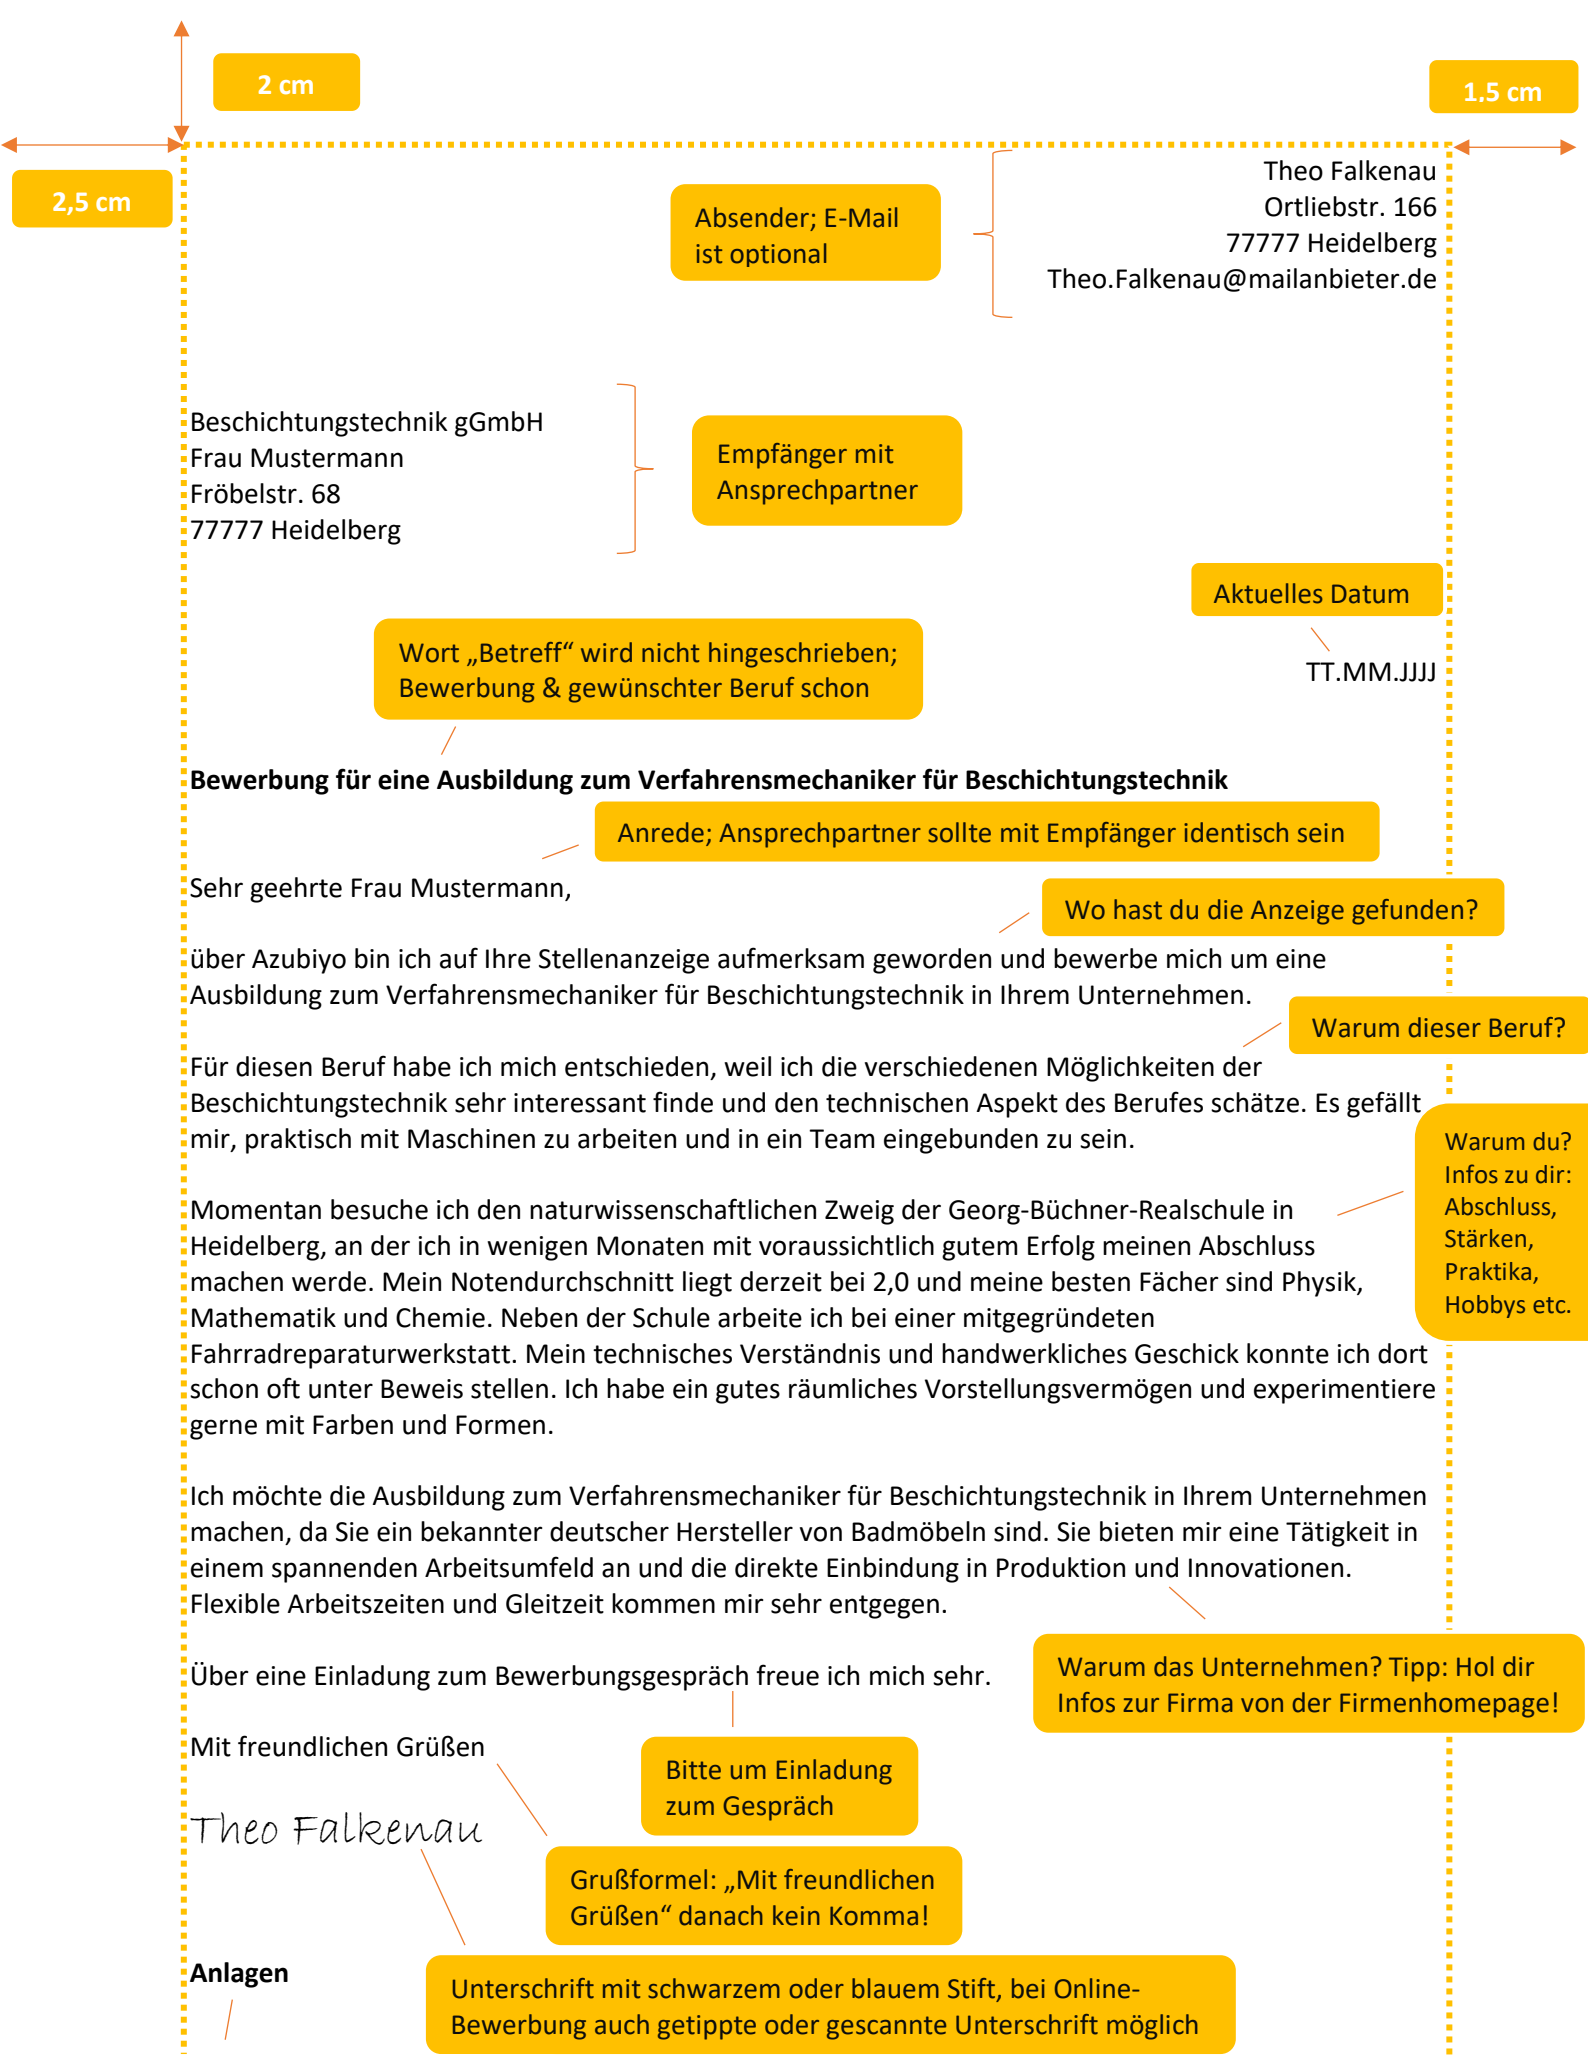 2 cm
1,5 cm
2,5 cm
Absender; E-Mail
ist optional
Theo Falkenau
Ortliebstr. 166
77777 Heidelberg
Theo.Falkenau@mailanbieter.de
Beschichtungstechnik gGmbH
Frau Mustermann
Fröbelstr. 68
77777 Heidelberg
Empfänger mit
Ansprechpartner
Aktuelles Datum
TT.MM.JJJJ
Wort „Betreff“ wird nicht hingeschrieben;
Bewerbung & gewünschter Beruf schon
Bewerbung für eine Ausbildung zum Verfahrensmechaniker für Beschichtungstechnik
Anrede; Ansprechpartner sollte mit Empfänger identisch sein
Sehr geehrte Frau Mustermann,
Wo hast du die Anzeige gefunden?
über Azubiyo bin ich auf Ihre Stellenanzeige aufmerksam geworden und bewerbe mich um eine
Ausbildung zum Verfahrensmechaniker für Beschichtungstechnik in Ihrem Unternehmen.
Warum dieser Beruf?
Für diesen Beruf habe ich mich entschieden, weil ich die verschiedenen Möglichkeiten der
Beschichtungstechnik sehr interessant finde und den technischen Aspekt des Berufes schätze. Es gefällt
mir, praktisch mit Maschinen zu arbeiten und in ein Team eingebunden zu sein.
Warum du?
Infos zu dir:
Abschluss,
Stärken,
Praktika,
Hobbys etc.
Momentan besuche ich den naturwissenschaftlichen Zweig der Georg-Büchner-Realschule in
Heidelberg, an der ich in wenigen Monaten mit voraussichtlich gutem Erfolg meinen Abschluss
machen werde. Mein Notendurchschnitt liegt derzeit bei 2,0 und meine besten Fächer sind Physik,
Mathematik und Chemie. Neben der Schule arbeite ich bei einer mitgegründeten
Fahrradreparaturwerkstatt. Mein technisches Verständnis und handwerkliches Geschick konnte ich dort
schon oft unter Beweis stellen. Ich habe ein gutes räumliches Vorstellungsvermögen und experimentiere
gerne mit Farben und Formen.
Ich möchte die Ausbildung zum Verfahrensmechaniker für Beschichtungstechnik in Ihrem Unternehmen
machen, da Sie ein bekannter deutscher Hersteller von Badmöbeln sind. Sie bieten mir eine Tätigkeit in
einem spannenden Arbeitsumfeld an und die direkte Einbindung in Produktion und Innovationen.
Flexible Arbeitszeiten und Gleitzeit kommen mir sehr entgegen.
Warum das Unternehmen? Tipp: Hol dir
Infos zur Firma von der Firmenhomepage!
Über eine Einladung zum Bewerbungsgespräch freue ich mich sehr.
Mit freundlichen Grüßen
Bitte um Einladung
zum Gespräch
Theo Falkenau
Grußformel: „Mit freundlichen
Grüßen“ danach kein Komma!
Anlagen
Unterschrift mit schwarzem oder blauem Stift, bei Online-
Bewerbung auch getippte oder gescannte Unterschrift möglich